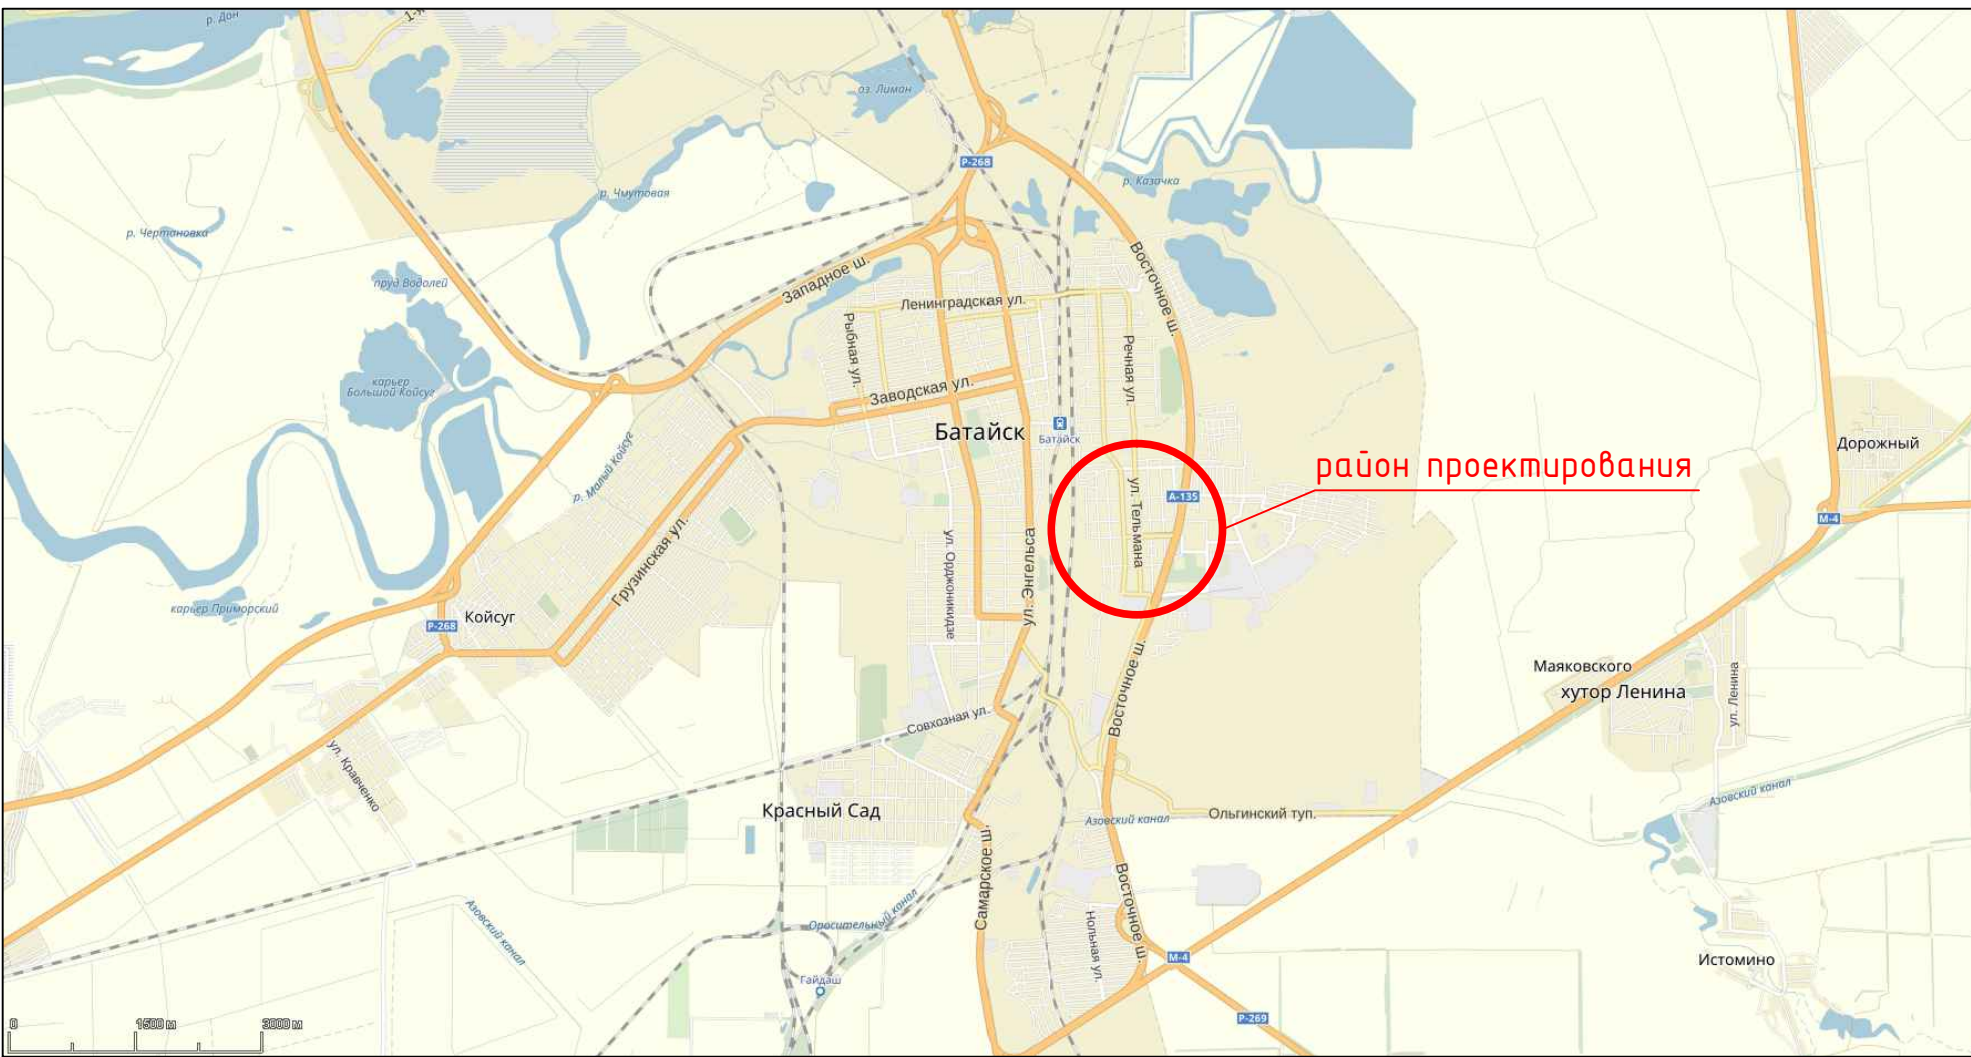 р. Дон
оз. Лиман
Р-268
р. Чмутовая
р. Казачка
р. Чертановка
пруд Водолей
Западное ш.
Восточное ш.
Ленинградская ул.
Рыбная ул.
Речная ул.
карьер
Большой Койсуг
Заводская ул.
Батайск
Батайск
Дорожный
р. Малый Койсуг
район проектирования
А-135
ул. Тельмана
М-4
Грузинская ул.
ул. Орджоникидзе
ул. Энгельса
карьер Приморский
Койсуг
Р-268
Маяковского
хутор Ленина
ул. Ленина
Восточное ш.
Совхозная ул.
ул. Кравченко
Красный Сад
Азовский канал
Ольгинский туп.
Азовский канал
Самарское ш.
Восточное ш.
Оросительный канал
Азовский канал
Нольная ул.
М-4
Истомино
Гайдаш
Р-269
0 1500 м 3000 м